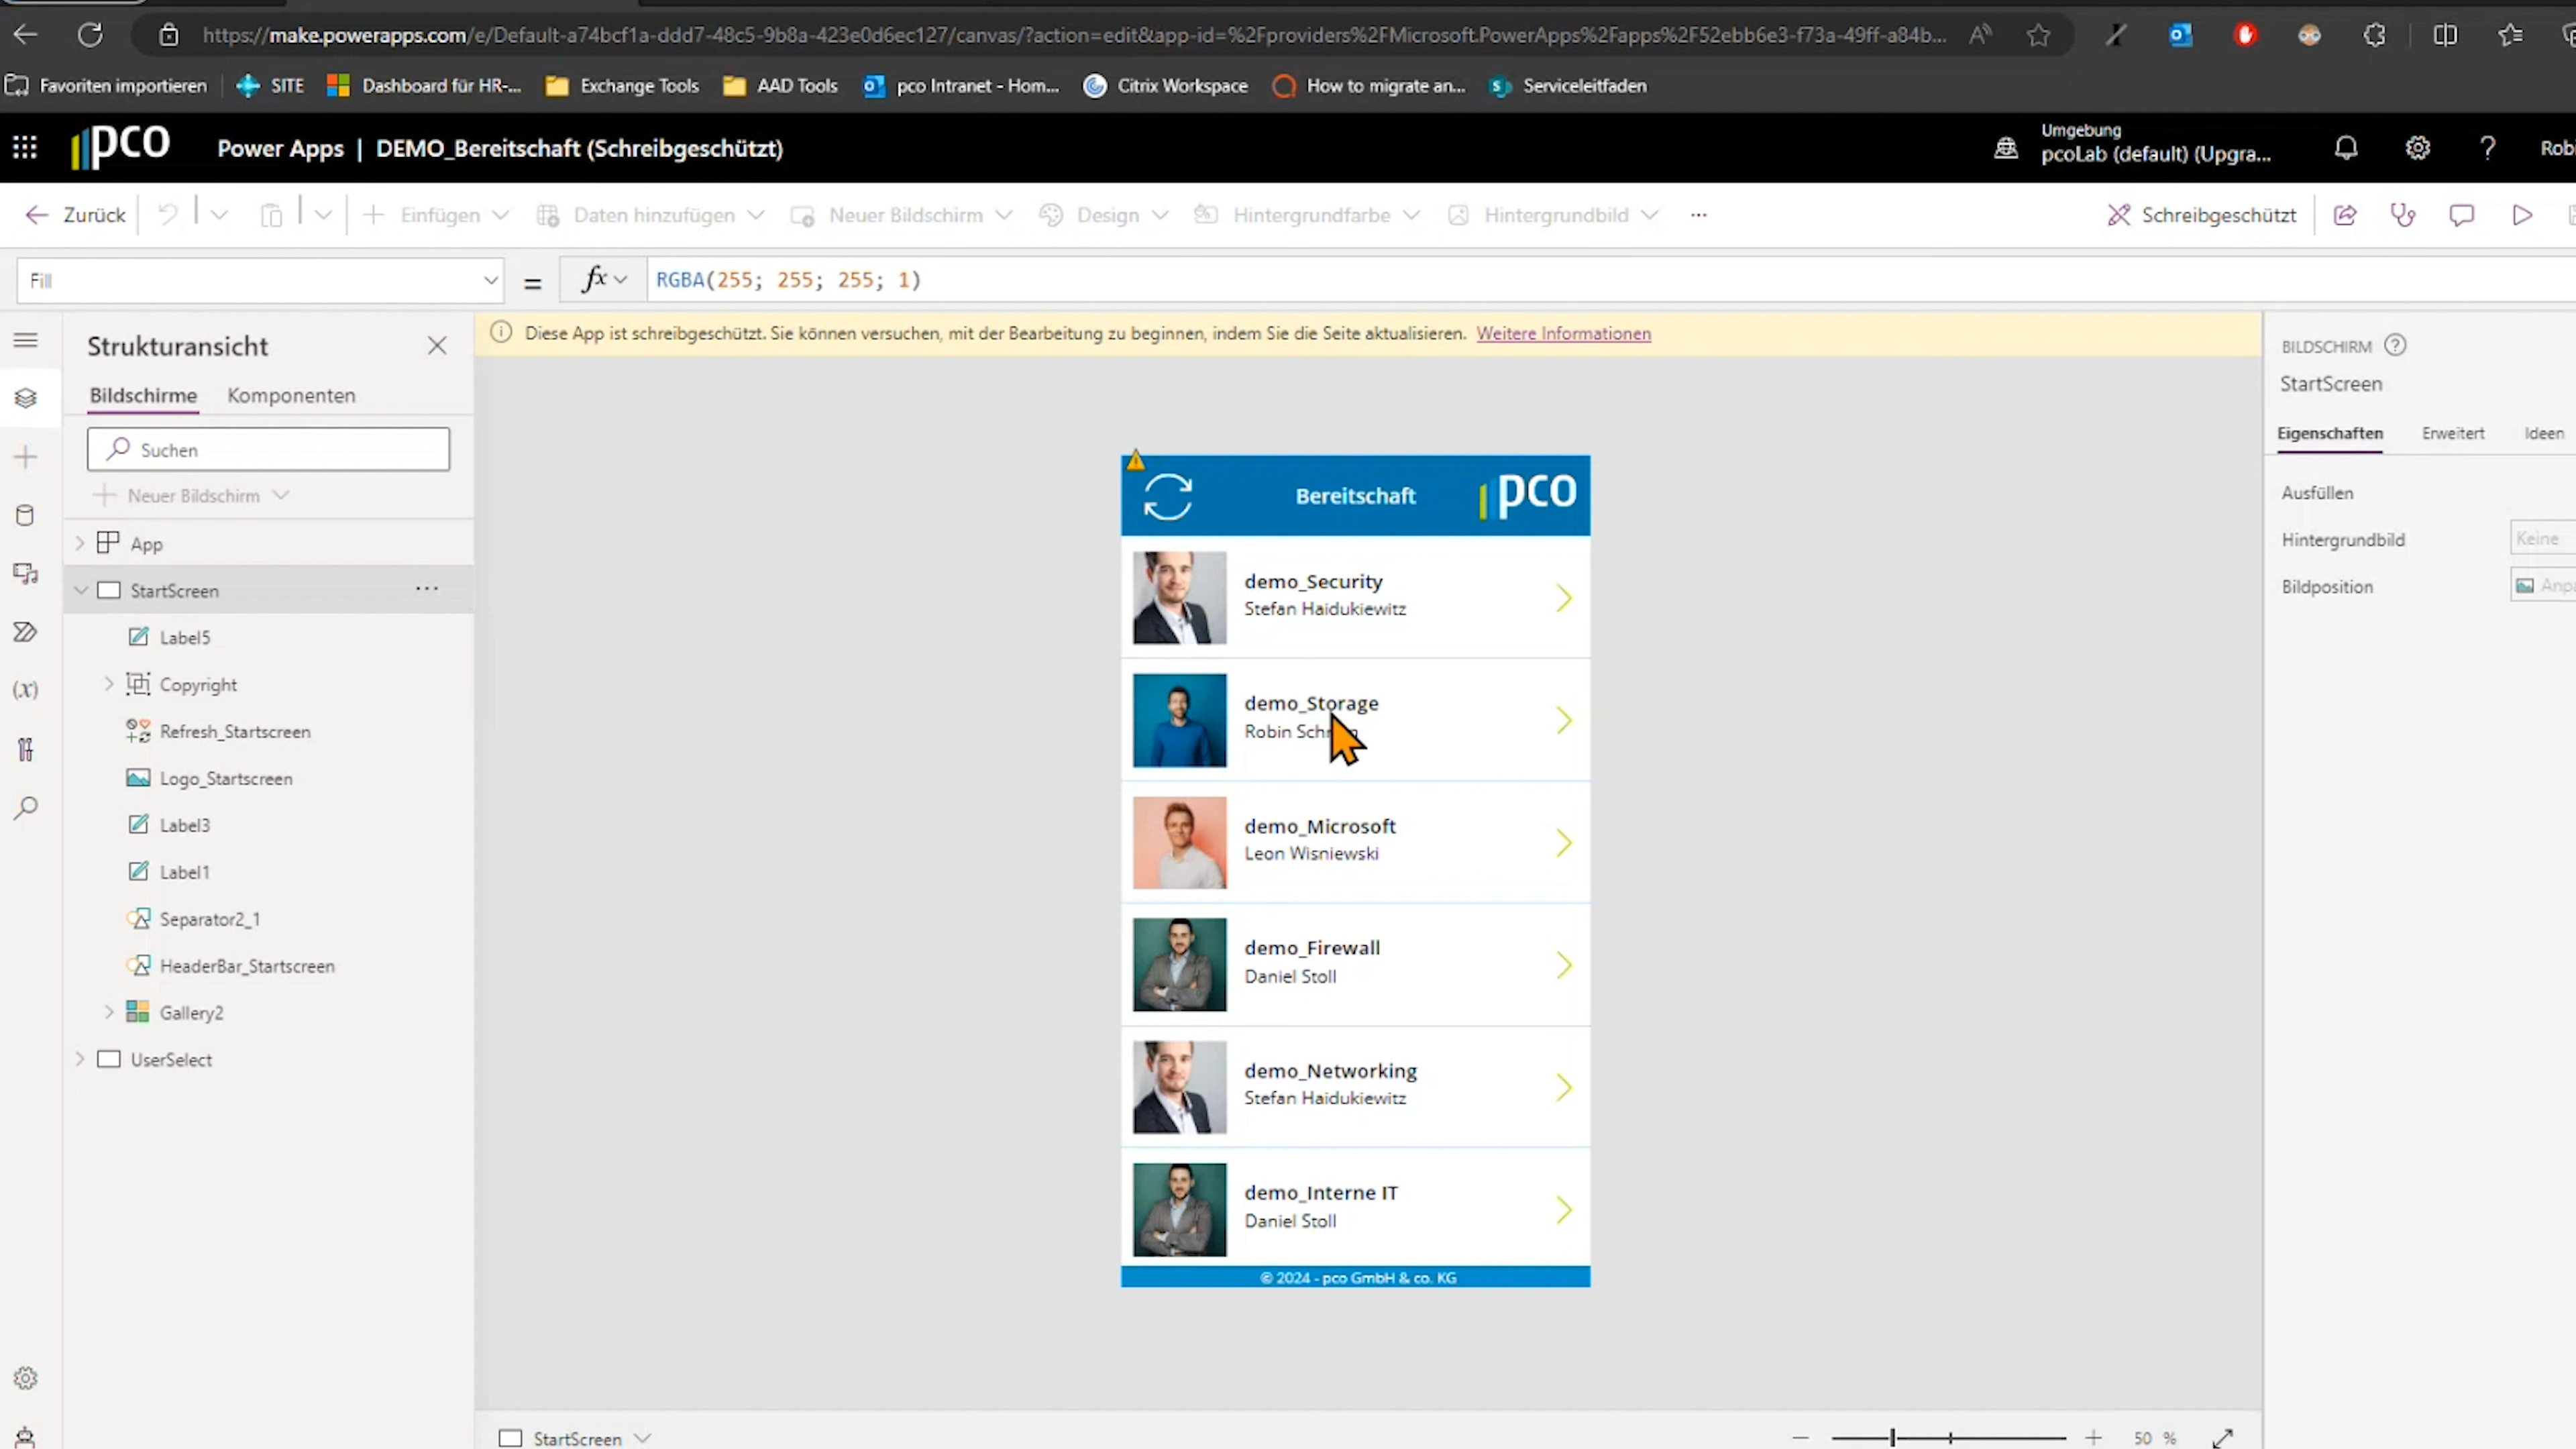 https://make.powerapps.com/e/Default-a74bcf1a-ddd7-48c5-9b8a-423e0d6ec127/canvas/?action=edit&app-id=%2Fproviders%2FMicrosoft.PowerApps%2Fapps%2F52ebb6e3-f73a-49ff-a84b...
Favoriten importieren SITE Dashboard für HR-... Exchange Tools AAD Tools pco Intranet - Hom... Citrix Workspace How to migrate an... Serviceleitfaden
pco Power Apps | DEMO_Bereitschaft (Schreibgeschützt)
Umgebung
pcoLab (default) (Upgra...
Zurück Einfügen Daten hinzufügen Neuer Bildschirm Design Hintergrundfarbe Hintergrundbild ... Schreibgeschützt
Fill = fx RGBA(255; 255; 255; 1)
Strukturansicht
Diese App ist schreibgeschützt. Sie können versuchen, mit der Bearbeitung zu beginnen, indem Sie die Seite aktualisieren. Weitere Informationen
Bildschirme Komponenten
Suchen
Neuer Bildschirm
App
StartScreen ...
Label5
Copyright
Refresh_Startscreen
Logo_Startscreen
Label3
Label1
Separator2_1
HeaderBar_Startscreen
Gallery2
UserSelect
Bereitschaft pco
demo_Security
Stefan Haidukiewitz
demo_Storage
Robin
demo_Microsoft
Leon Wisniewski
demo_Firewall
Daniel Stoll
demo_Networking
Stefan Haidukiewitz
demo_Interne IT
Daniel Stoll
© 2024 - pco GmbH & co. KG
BILDSCHIRM
StartScreen
Eigenschaften Erweitert Ideen
Ausfüllen
Hintergrundbild Keine
Bildposition
StartScreen
50 %